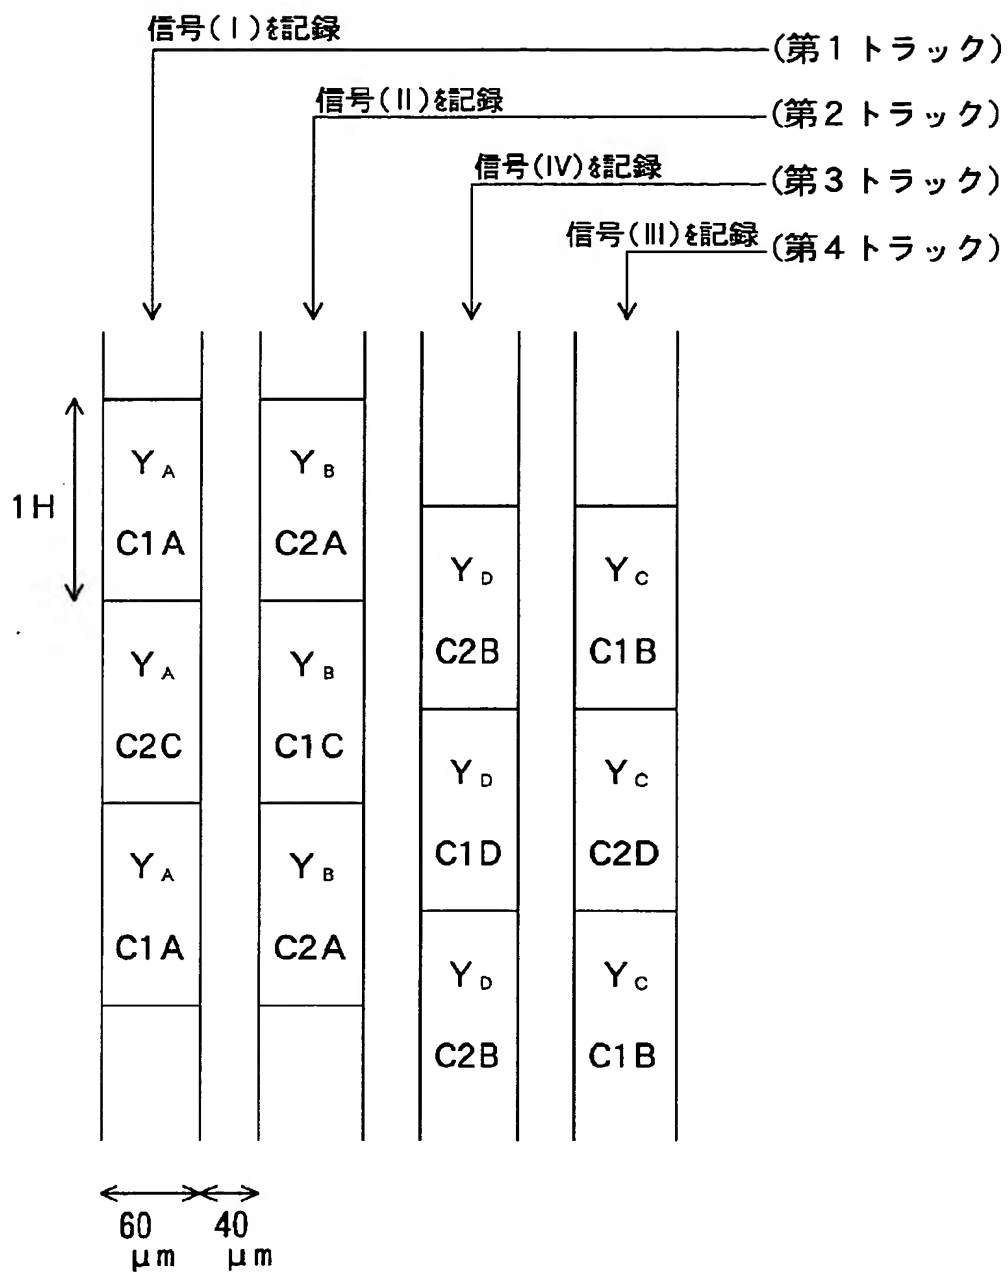 信号(I)を記録
(第1トラック)
信号(II)を記録
(第2トラック)
信号(IV)を記録
(第3トラック)
信号(III)を記録
(第4トラック)
1H
YA
C1A
YA
C2C
YA
C1A
YB
C2A
YB
C1C
YB
C2A
YD
C2B
YD
C1D
YD
C2B
YC
C1B
YC
C2D
YC
C1B
60
μm
40
μm